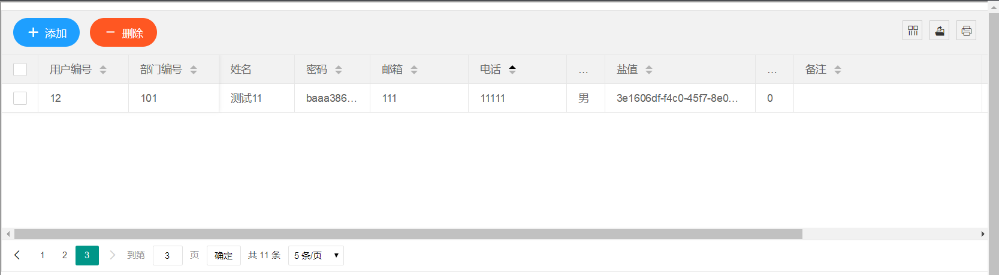 添加 删除
用户编号 部门编号 姓名 密码 邮箱 电话 ... 盐值 ... 备注
12 101 测试11 baaa386... 111 11111 男 3e1606df-f4c0-45f7-8e0... 0
1 2 3 到第 3 页 确定 共 11 条 5 条/页